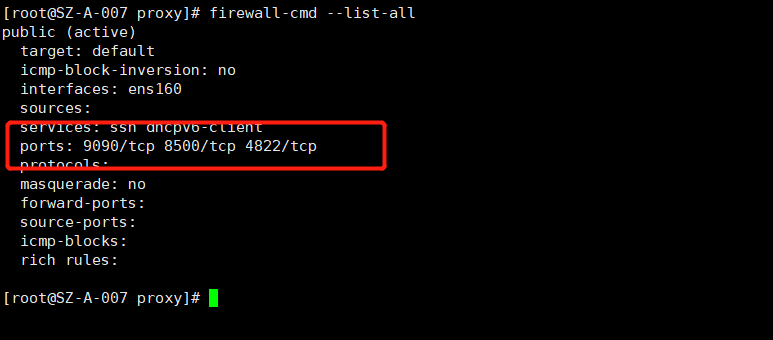 [root@SZ-A-007 proxy]# firewall-cmd --list-all
public (active)
target: default
icmp-block-inversion: no
interfaces: ens160
sources:
services: ssh dhcpv6-client
ports: 9090/tcp 8500/tcp 4822/tcp
protocols:
masquerade: no
forward-ports:
source-ports:
icmp-blocks:
rich rules:
[root@SZ-A-007 proxy]#